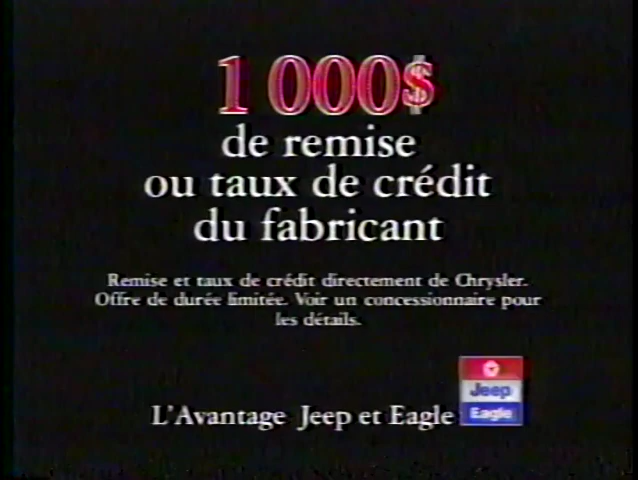 1 000$
de remise
ou taux de crédit
du fabricant
Remise et taux de crédit directement de Chrysler.
Offre de durée limitée. Voir un concessionnaire pour
les détails.
L'Avantage Jeep et Eagle
Jeep
Eagle